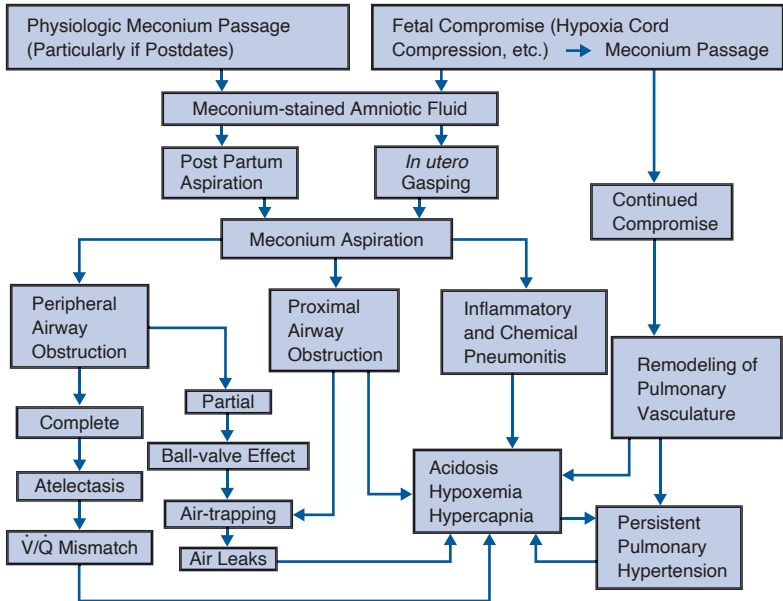 Physiologic Meconium Passage
(Particularly if Postdates)
Fetal Compromise (Hypoxia Cord
Compression, etc.) → Meconium Passage
Meconium-stained Amniotic Fluid
Post Partum
Aspiration
In utero
Gasping
Continued
Compromise
Meconium Aspiration
Peripheral
Airway
Obstruction
Proximal
Airway
Obstruction
Inflammatory
and Chemical
Pneumonitis
Remodeling of
Pulmonary
Vasculature
Partial
Complete
Ball-valve Effect
Atelectasis
Acidosis
Hypoxemia
Hypercapnia
Air-trapping
V̇/Q̇ Mismatch
Air Leaks
Persistent
Pulmonary
Hypertension